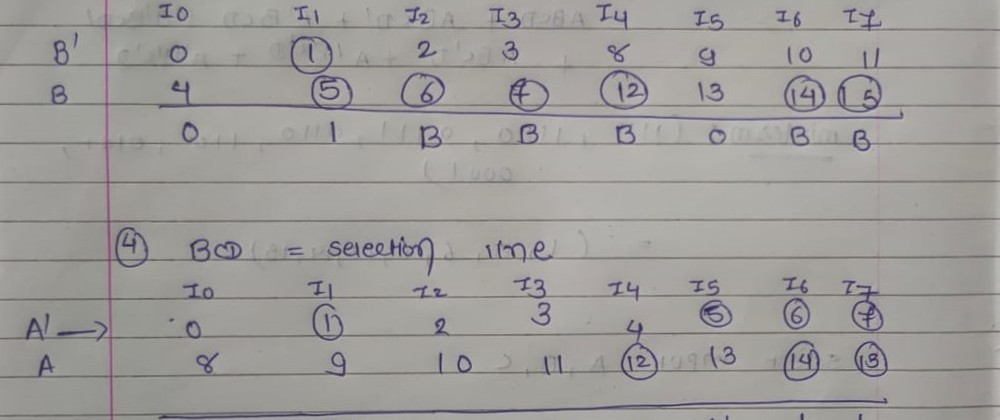 I0 I1 I2 I3 I4 I5 I6 I7
B' 0 1 2 3 8 9 10 11
B 4 5 6 7 12 13 14 15
0 1 B B B 0 B B
4 BCD = selection line
I0 I1 I2 I3 I4 I5 I6 I7
A' → 0 1 2 3 4 5 6 7
A 8 9 10 11 12 13 14 15